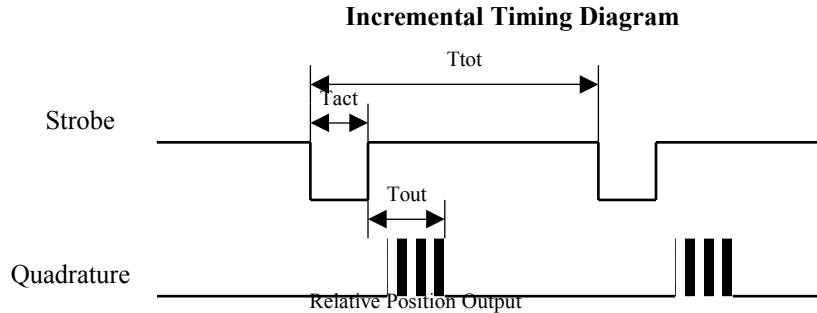 Incremental Timing Diagram
Ttot
Tact
Strobe
Tout
Quadrature
Relative Position Output